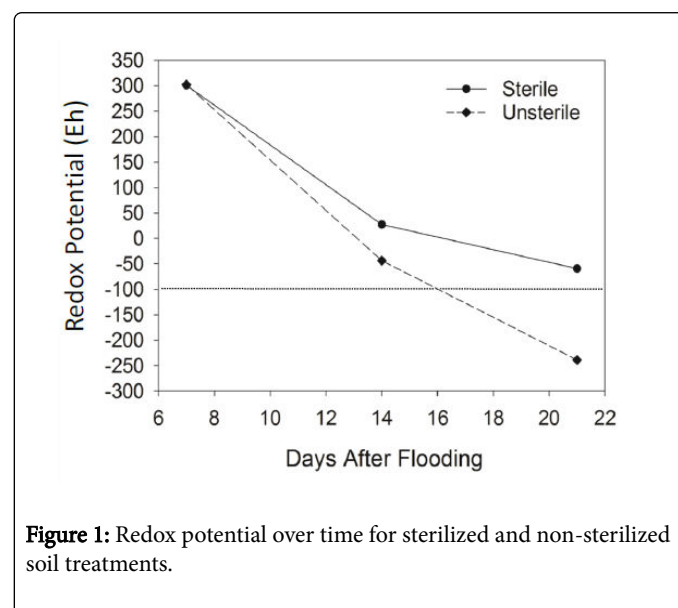 350
300
250
200
150
100
50
0
-50
-100
-150
-200
-250
-300
Redox Potential (Eh)
Sterile
Unsterile
6 8 10 12 14 16 18 20 22
Days After Flooding
Figure 1: Redox potential over time for sterilized and non-sterilized
soil treatments.